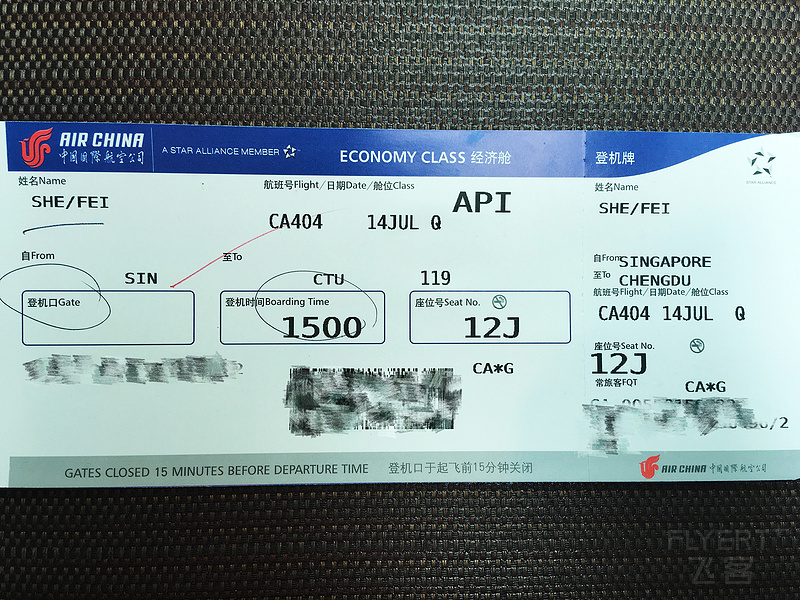 AIR CHINA
中国国際航空公司
A STAR ALLIANCE MEMBER
ECONOMY CLASS 经济舱
登机牌
STAR ALLIANCE
姓名Name
SHE/FEI
航班号Flight/日期Date/舱位Class
API
CA404 14JUL Q
自From
至To
SIN CTU 119
登机口Gate
登机时间Boarding Time
1500
座位号Seat No.
12J
CA*G
GATES CLOSED 15 MINUTES BEFORE DEPARTURE TIME 登机口于起飞前15分钟关闭
姓名Name
SHE/FEI
自From SINGAPORE
至To CHENGDU
航班号Flight/日期Date/舱位Class
CA404 14JUL Q
座位号Seat No.
12J
常旅客FQT CA*G
AIR CHINA 中国国際航空公司
FLYERT
飞客